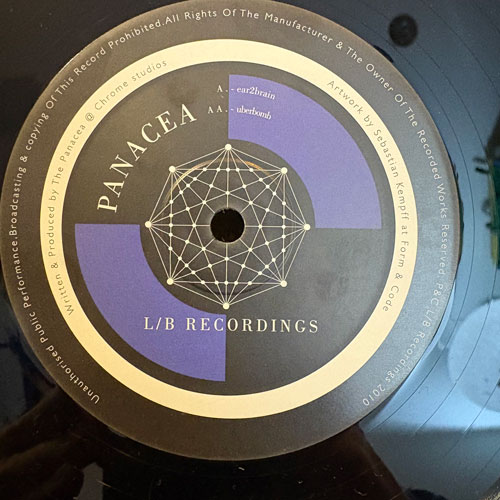 Unauthorised Public Performance.Broadcasting & copying Of This Record Prohibited.All Rights Of The Manufacturer & The Owner Of The Recorded Works Reserved. P&C L/B Recordings 2010
Written & Produced by The Panacea @ Chrome studios
Artwork by Sebastian Kempff at Form & Code
A . - ear2brain
AA . - uberbomb
PANACEA
L/B RECORDINGS